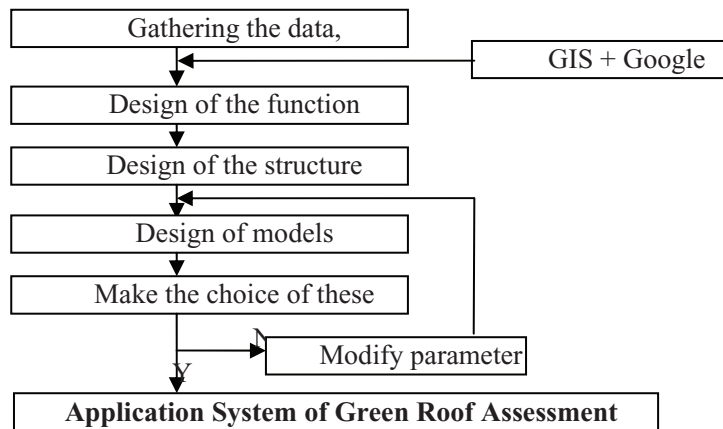 Gathering the data,
GIS + Google
Design of the function
Design of the structure
Design of models
Make the choice of these
N
Modify parameter
Y
Application System of Green Roof Assessment